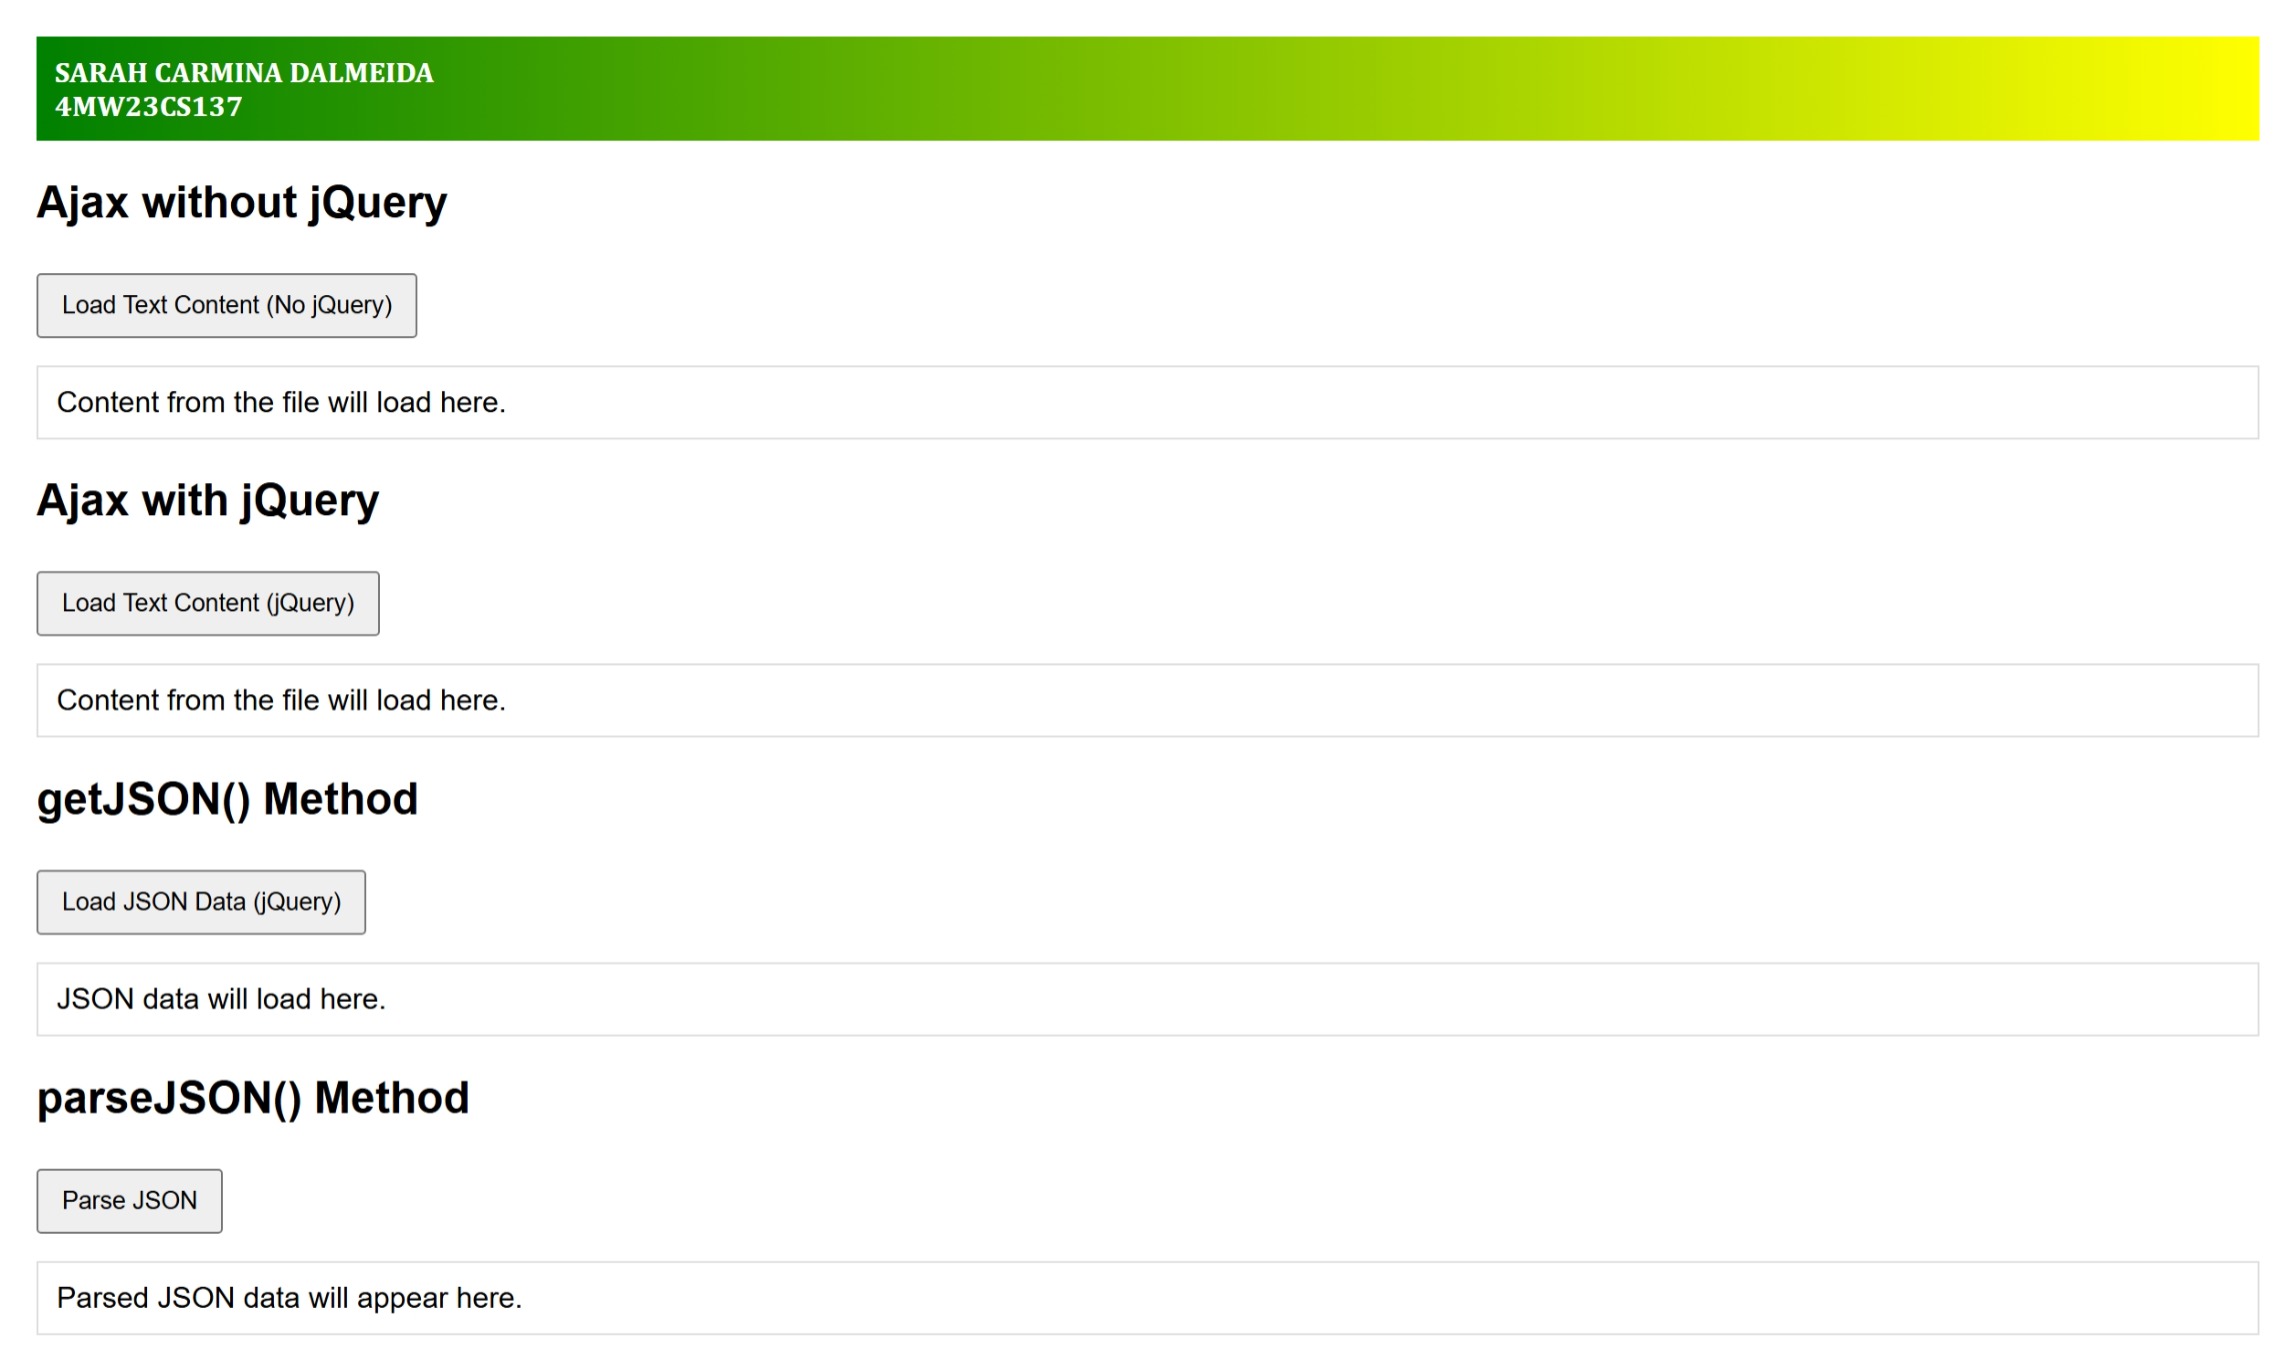 SARAH CARMINA DALMEIDA
4MW23CS137
Ajax without jQuery
Load Text Content (No jQuery)
Content from the file will load here.
Ajax with jQuery
Load Text Content (jQuery)
Content from the file will load here.
getJSON() Method
Load JSON Data (jQuery)
JSON data will load here.
parseJSON() Method
Parse JSON
Parsed JSON data will appear here.